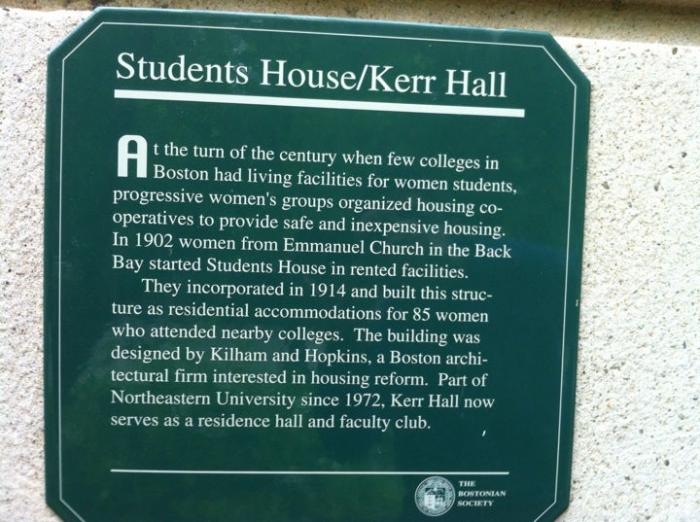 Students House/Kerr Hall
At the turn of the century when few colleges in
Boston had living facilities for women students,
progressive women's groups organized housing co-
operatives to provide safe and inexpensive housing.
In 1902 women from Emmanuel Church in the Back
Bay started Students House in rented facilities.
They incorporated in 1914 and built this struc-
ture as residential accommodations for 85 women
who attended nearby colleges. The building was
designed by Kilham and Hopkins, a Boston archi-
tectural firm interested in housing reform. Part of
Northeastern University since 1972, Kerr Hall now
serves as a residence hall and faculty club.
THE
BOSTONIAN
SOCIETY